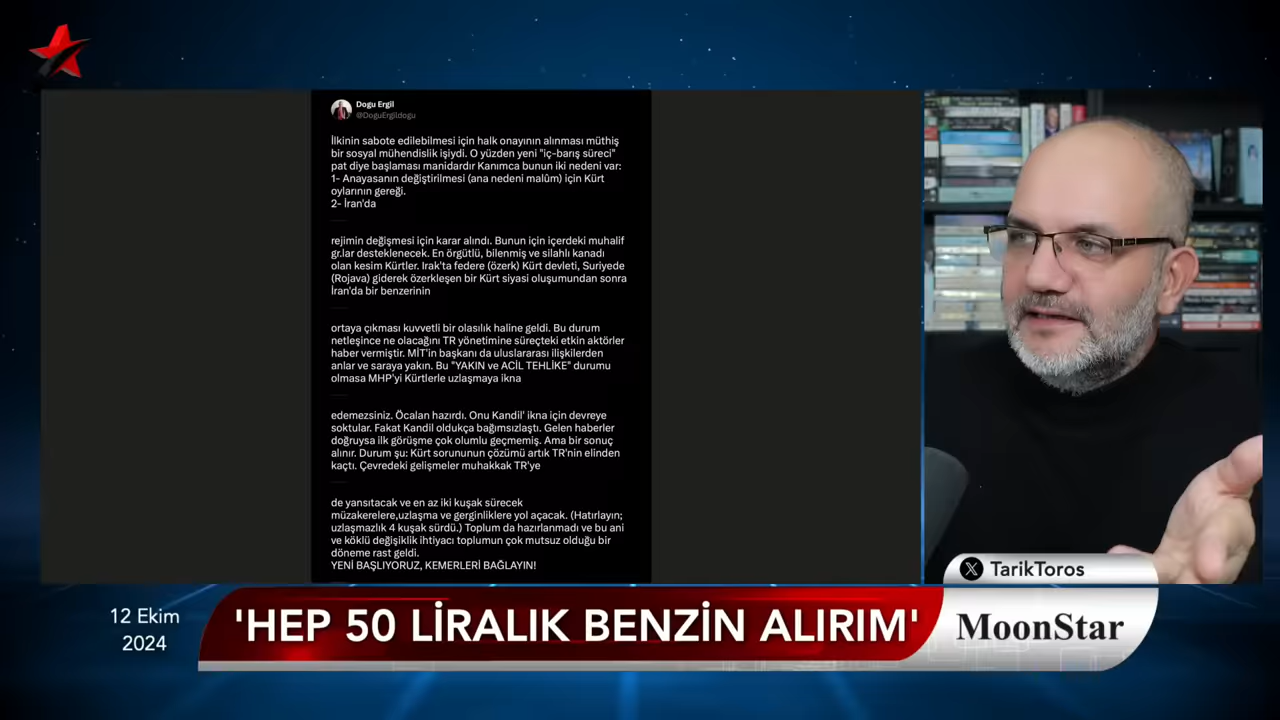 Dogu Ergil
@DoguErgildogu
İlkinin sabote edilebilmesi için halk onayının alınması müthiş
bir sosyal mühendislik işiydi. O yüzden yeni "iç-barış süreci"
pat diye başlaması manidardır Kanımca bunun iki nedeni var:
1- Anayasanın değiştirilmesi (ana nedeni malûm) için Kürt
oylarının gereği.
2- İran'da
rejimin değişmesi için karar alındı. Bunun için içerdeki muhalif
gr.lar desteklenecek. En örgütlü, bilenmiş ve silahlı kanadı
olan kesim Kürtler. Irak'ta federe (özerk) Kürt devleti, Suriyede
(Rojava) giderek özerkleşen bir Kürt siyasi oluşumundan sonra
İran'da bir benzerinin
ortaya çıkması kuvvetli bir olasılık haline geldi. Bu durum
netleşince ne olacağını TR yönetimine süreçteki etkin aktörler
haber vermiştir. MİT'in başkanı da uluslararası ilişkilerden
anlar ve saraya yakın. Bu "YAKIN ve ACİL TEHLİKE" durumu
olmasa MHP'yi Kürtlerle uzlaşmaya ikna
edemezsiniz. Öcalan hazırdı. Onu Kandil' ikna için devreye
soktular. Fakat Kandil oldukça bağımsızlaştı. Gelen haberler
doğruysa ilk görüşme çok olumlu geçmemiş. Ama bir sonuç
alınır. Durum şu: Kürt sorununun çözümü artık TR'nin elinden
kaçtı. Çevredeki gelişmeler muhakkak TR'ye
de yansıtacak ve en az iki kuşak sürecek
müzakerelere,uzlaşma ve gerginliklere yol açacak. (Hatırlayın;
uzlaşmazlık 4 kuşak sürdü.) Toplum da hazırlanmadı ve bu ani
ve köklü değişiklik ihtiyacı toplumun çok mutsuz olduğu bir
döneme rast geldi.
YENİ BAŞLIYORUZ, KEMERLERİ BAĞLAYIN!
TarikToros
12 Ekim
2024
'HEP 50 LİRALIK BENZİN ALIRIM'
MoonStar